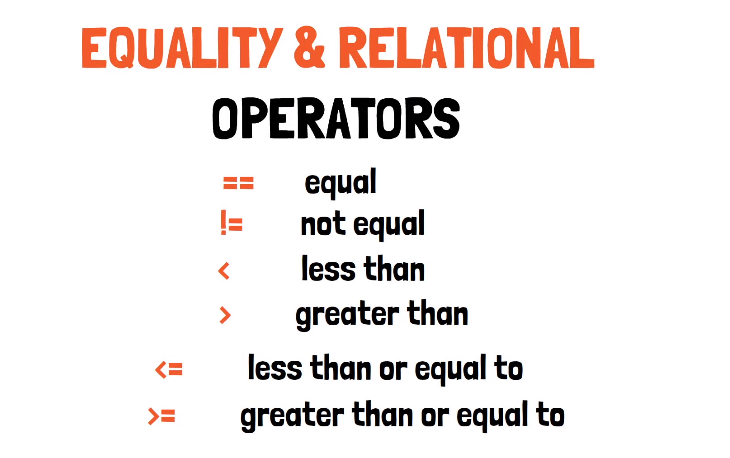 EQUALITY & RELATIONAL
OPERATORS
== equal
!= not equal
< less than
> greater than
<= less than or equal to
>= greater than or equal to